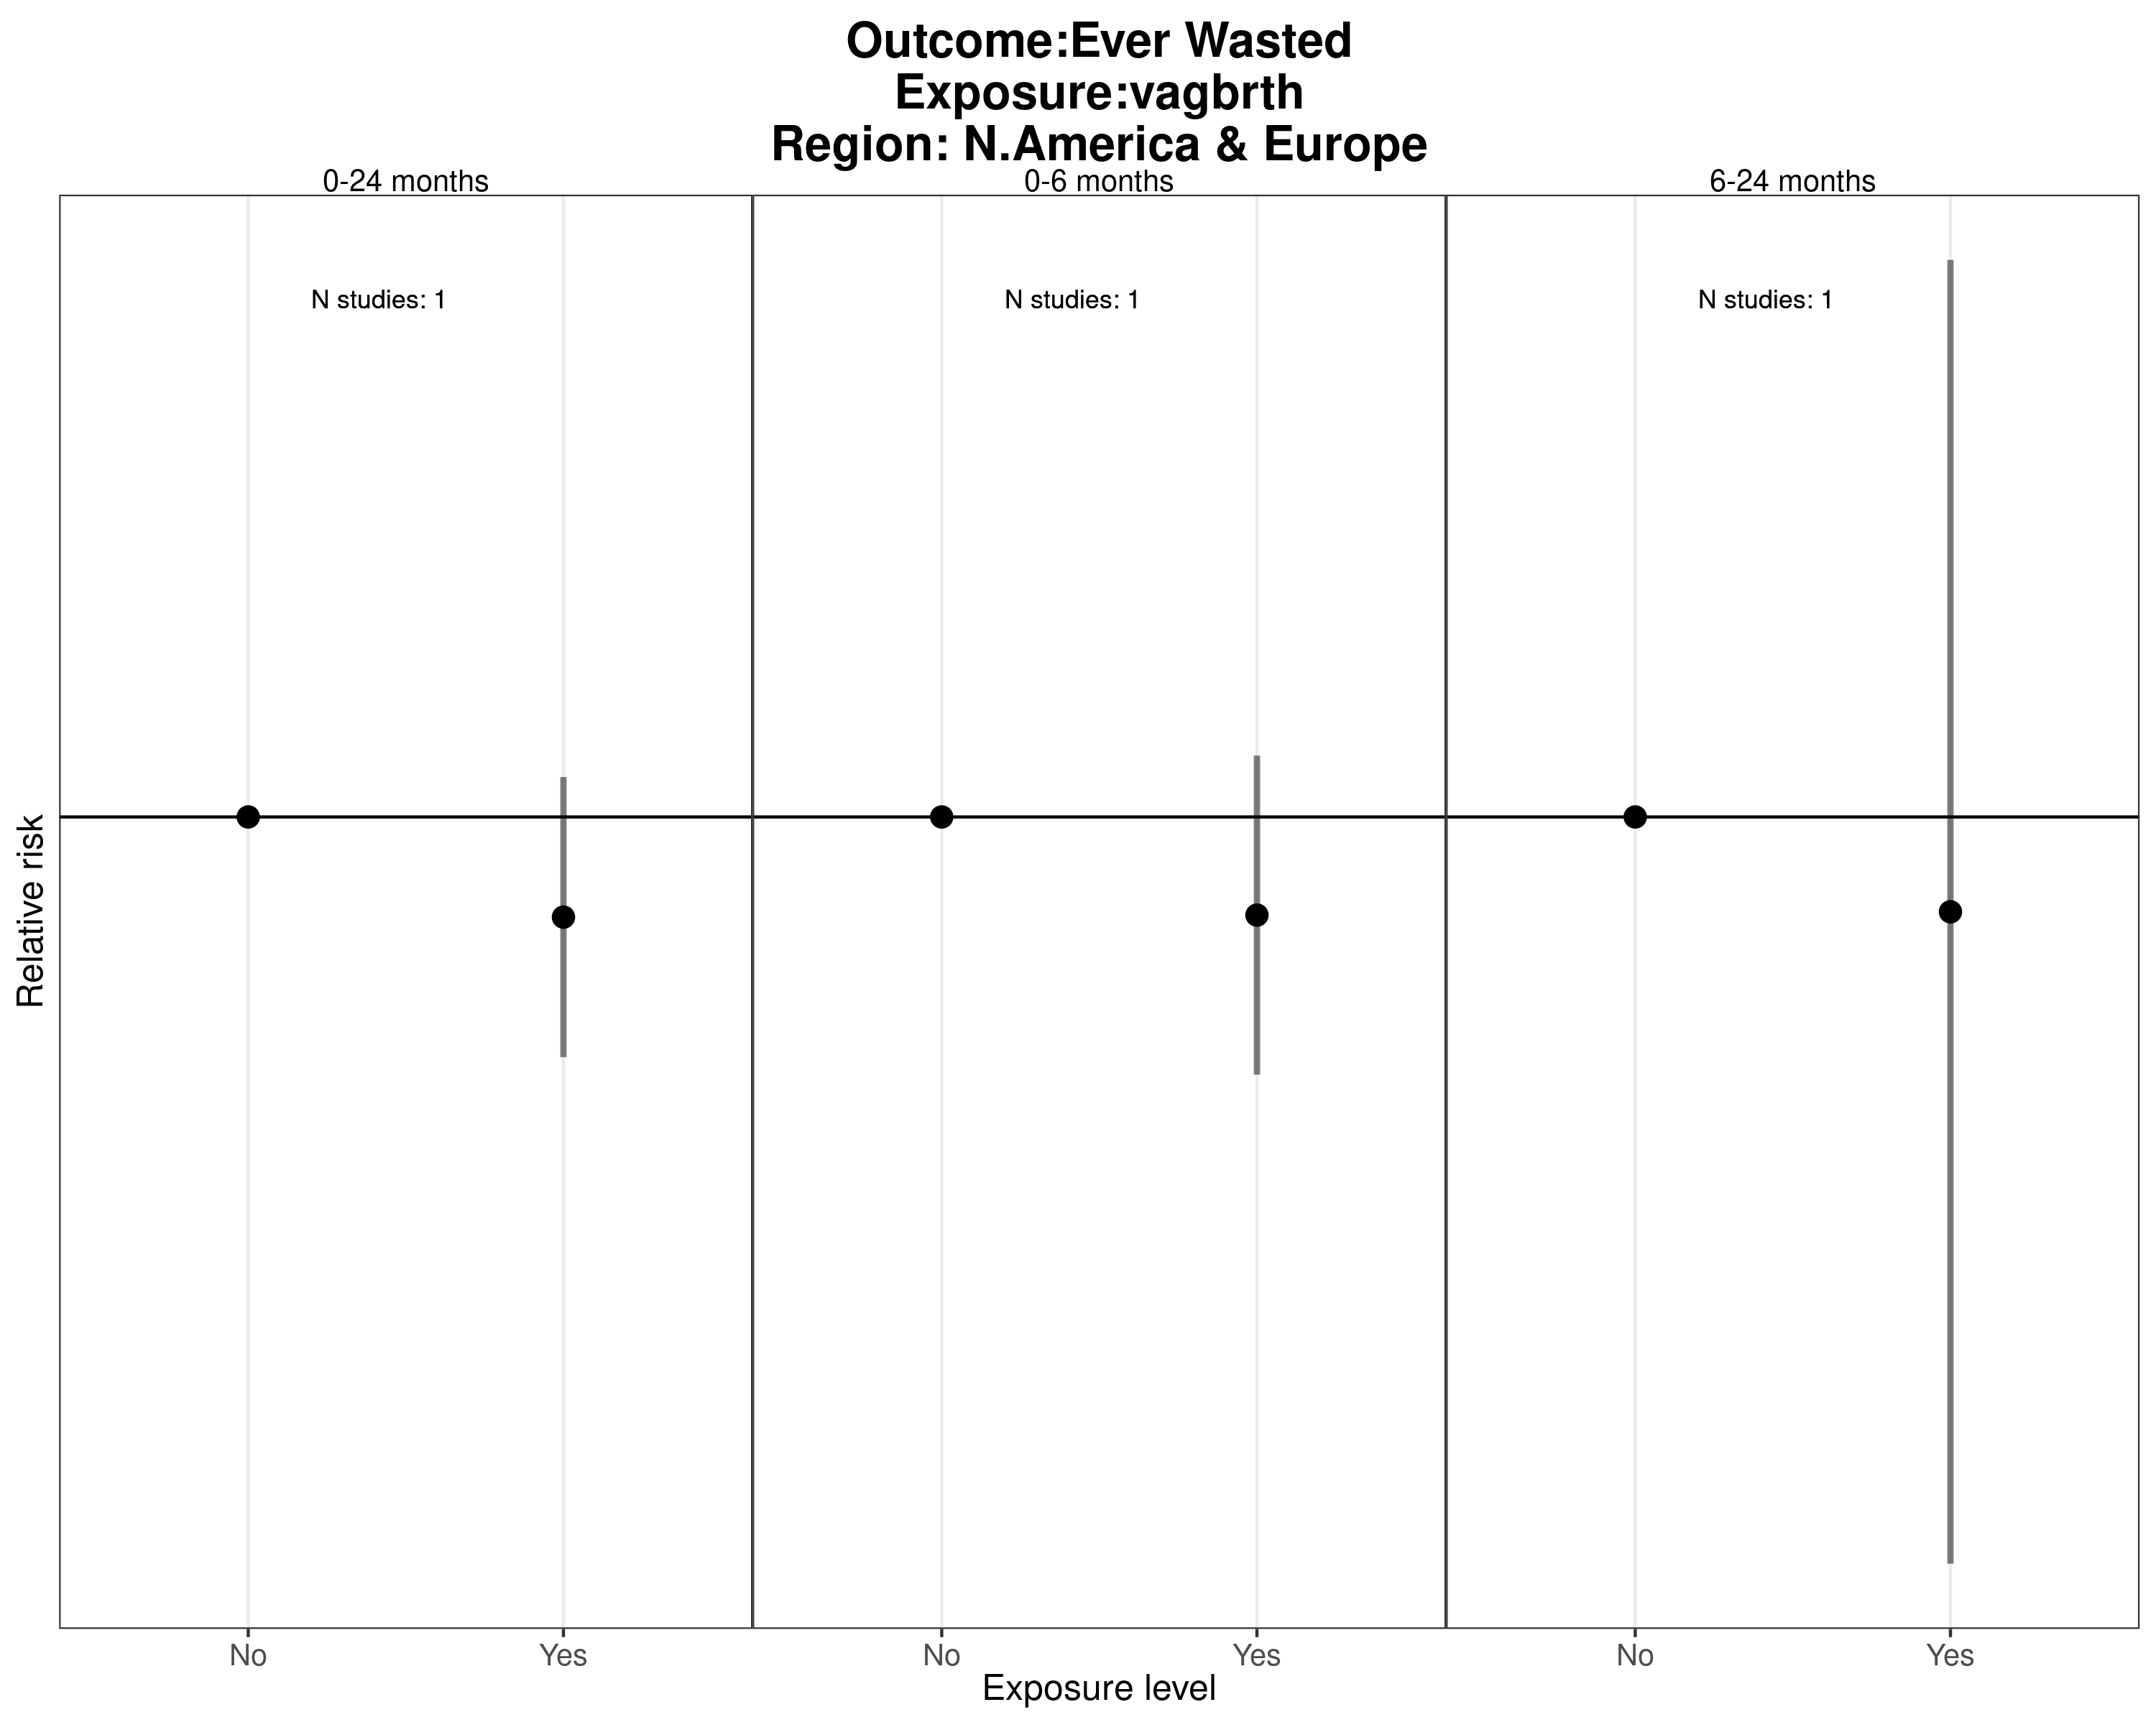 Outcome:Ever Wasted
Exposure:vagbrth
Region: N.America & Europe
0-24 months
0-6 months
6-24 months
N studies: 1
N studies: 1
N studies: 1
Relative risk
No
Yes
No
Yes
No
Yes
Exposure level